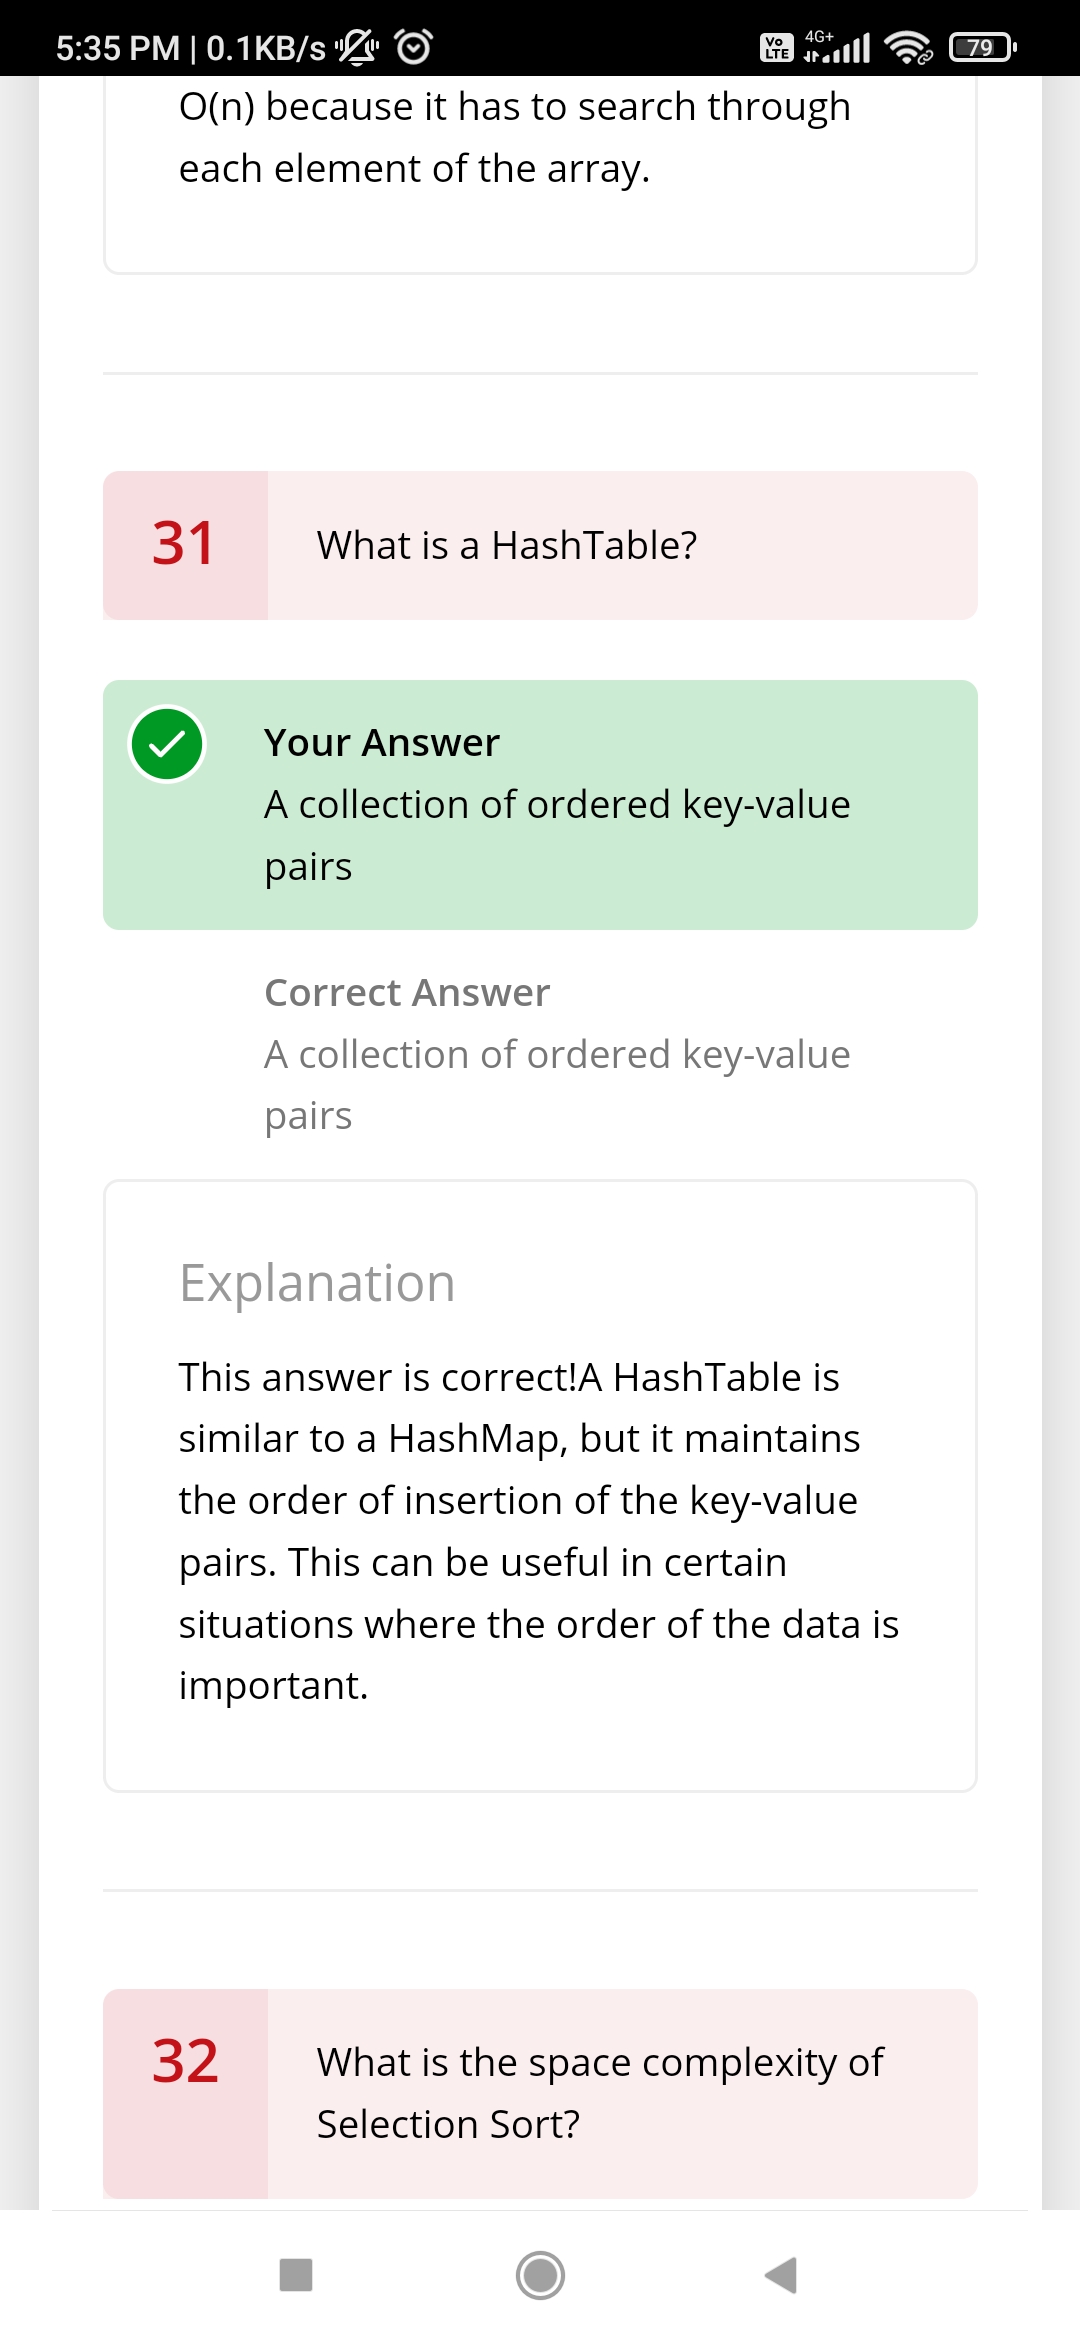 5:35 PM | 0.1KB/s
Vo LTE 4G+ 79
O(n) because it has to search through
each element of the array.
31
What is a HashTable?
Your Answer
A collection of ordered key-value
pairs
Correct Answer
A collection of ordered key-value
pairs
Explanation
This answer is correct!A HashTable is
similar to a HashMap, but it maintains
the order of insertion of the key-value
pairs. This can be useful in certain
situations where the order of the data is
important.
32
What is the space complexity of
Selection Sort?